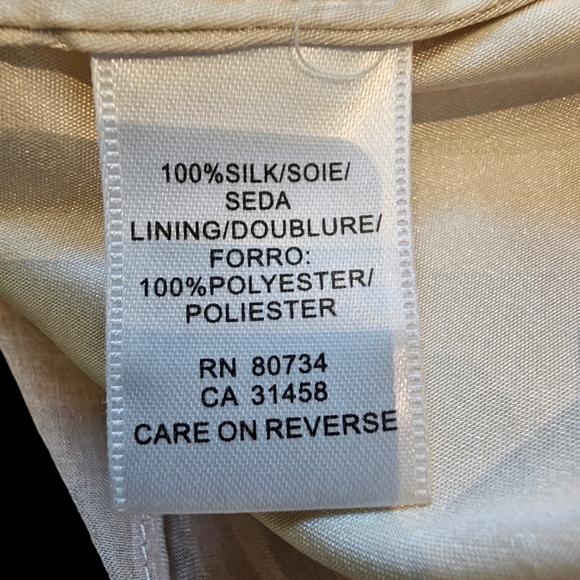 100%SILK/SOIE/
SEDA
LINING/DOUBLURE/
FORRO:
100%POLYESTER/
POLIESTER
RN 80734
CA 31458
CARE ON REVERSE